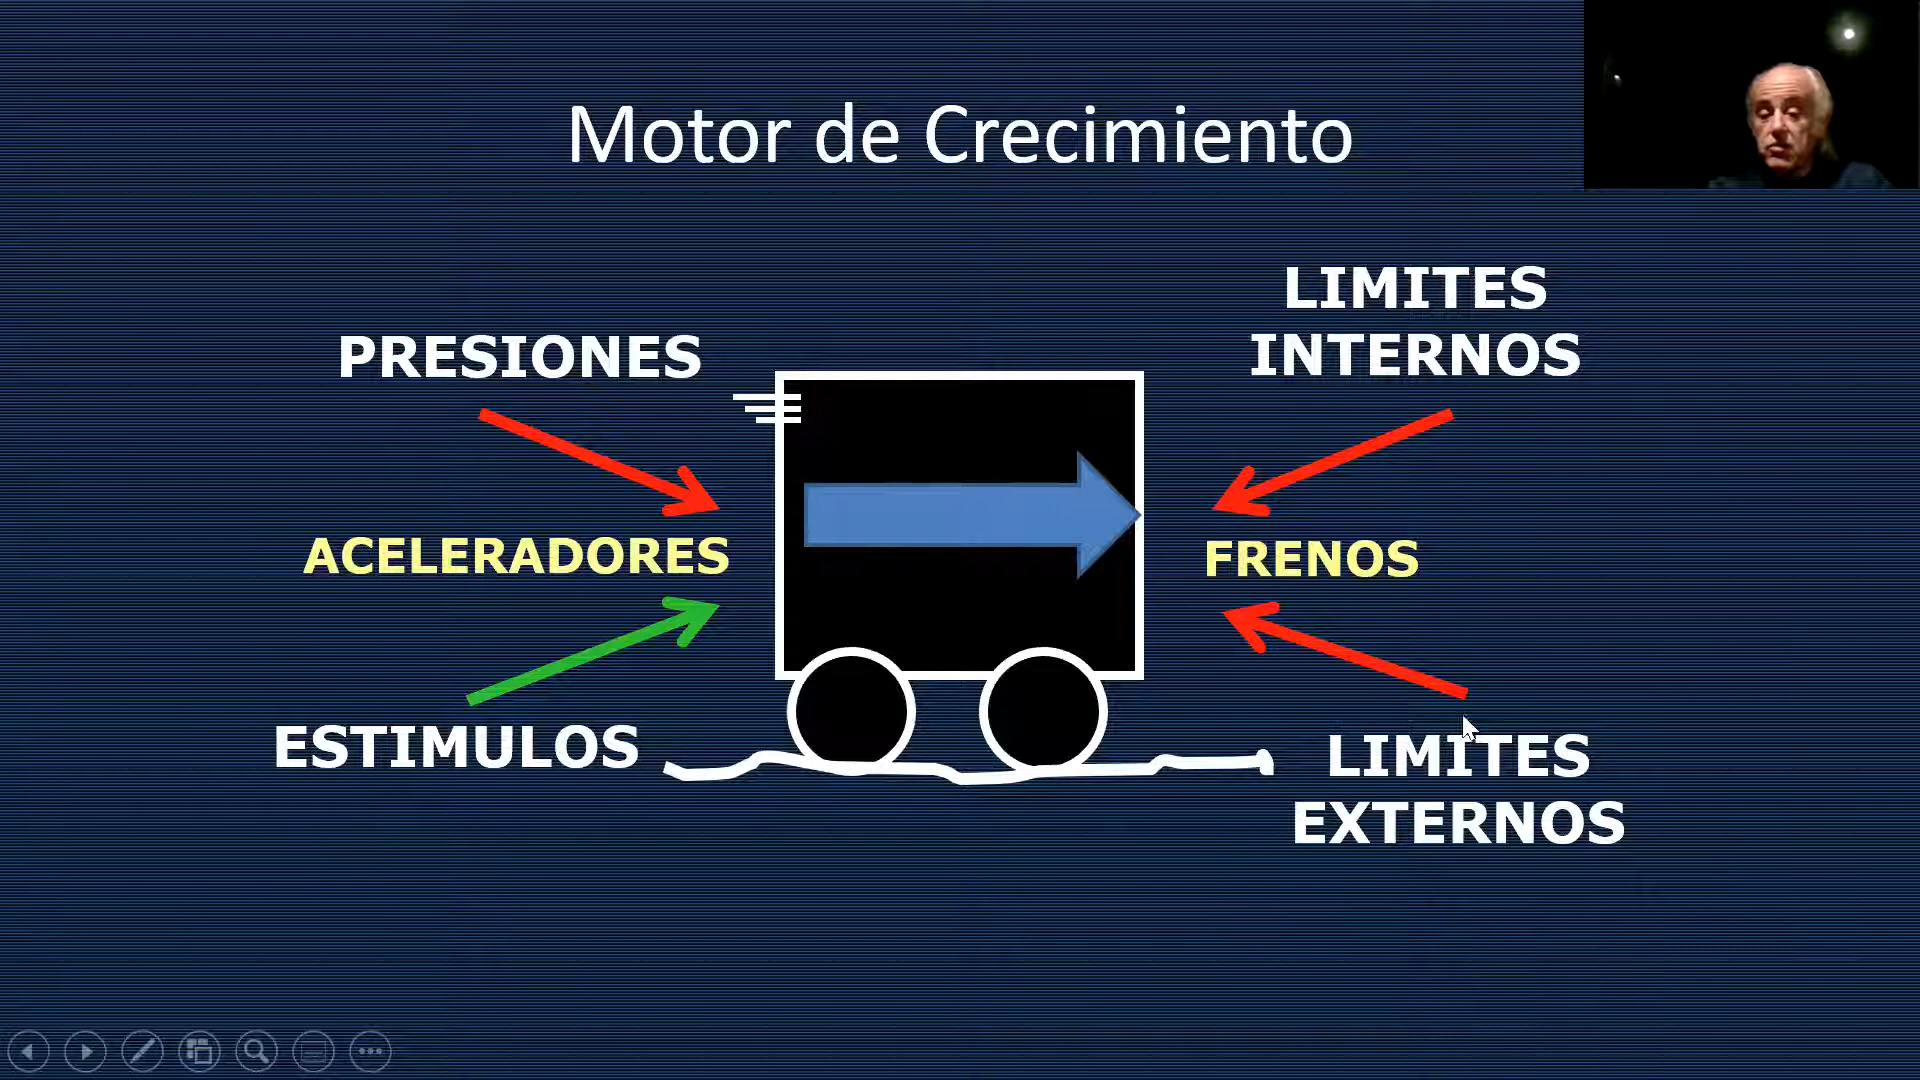 Motor de Crecimiento
PRESIONES
LIMITES
INTERNOS
ACELERADORES
FRENOS
ESTIMULOS
LIMITES
EXTERNOS